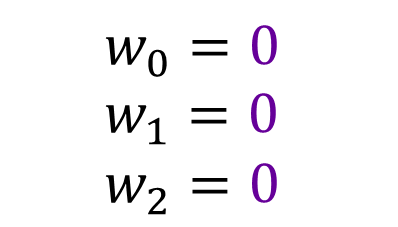 w₀ = 0
w₁ = 0
w₂ = 0